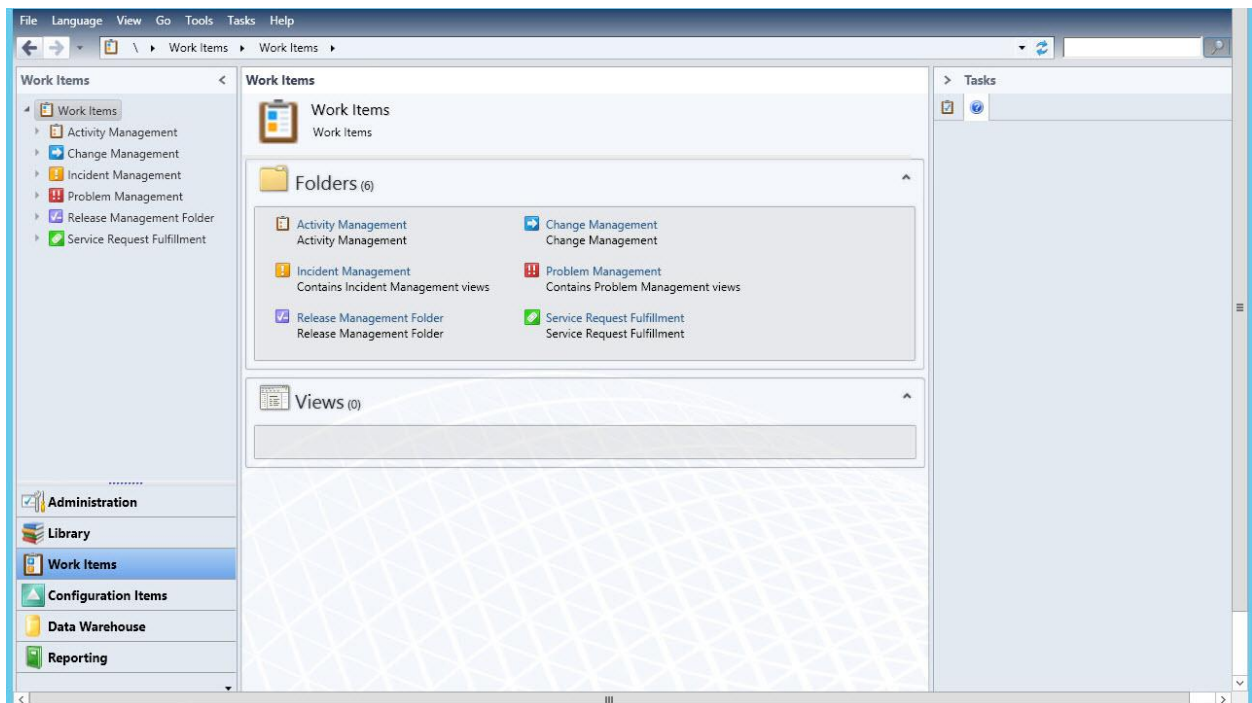 File Language View Go Tools Tasks Help
\ Work Items Work Items
Work Items
Work Items
Activity Management
Change Management
Incident Management
Problem Management
Release Management Folder
Service Request Fulfillment
Administration
Library
Work Items
Configuration Items
Data Warehouse
Reporting
Work Items
Work Items
Work Items
Folders (6)
Activity Management
Activity Management
Change Management
Change Management
Incident Management
Contains Incident Management views
Problem Management
Contains Problem Management views
Release Management Folder
Release Management Folder
Service Request Fulfillment
Service Request Fulfillment
Views (0)
Tasks